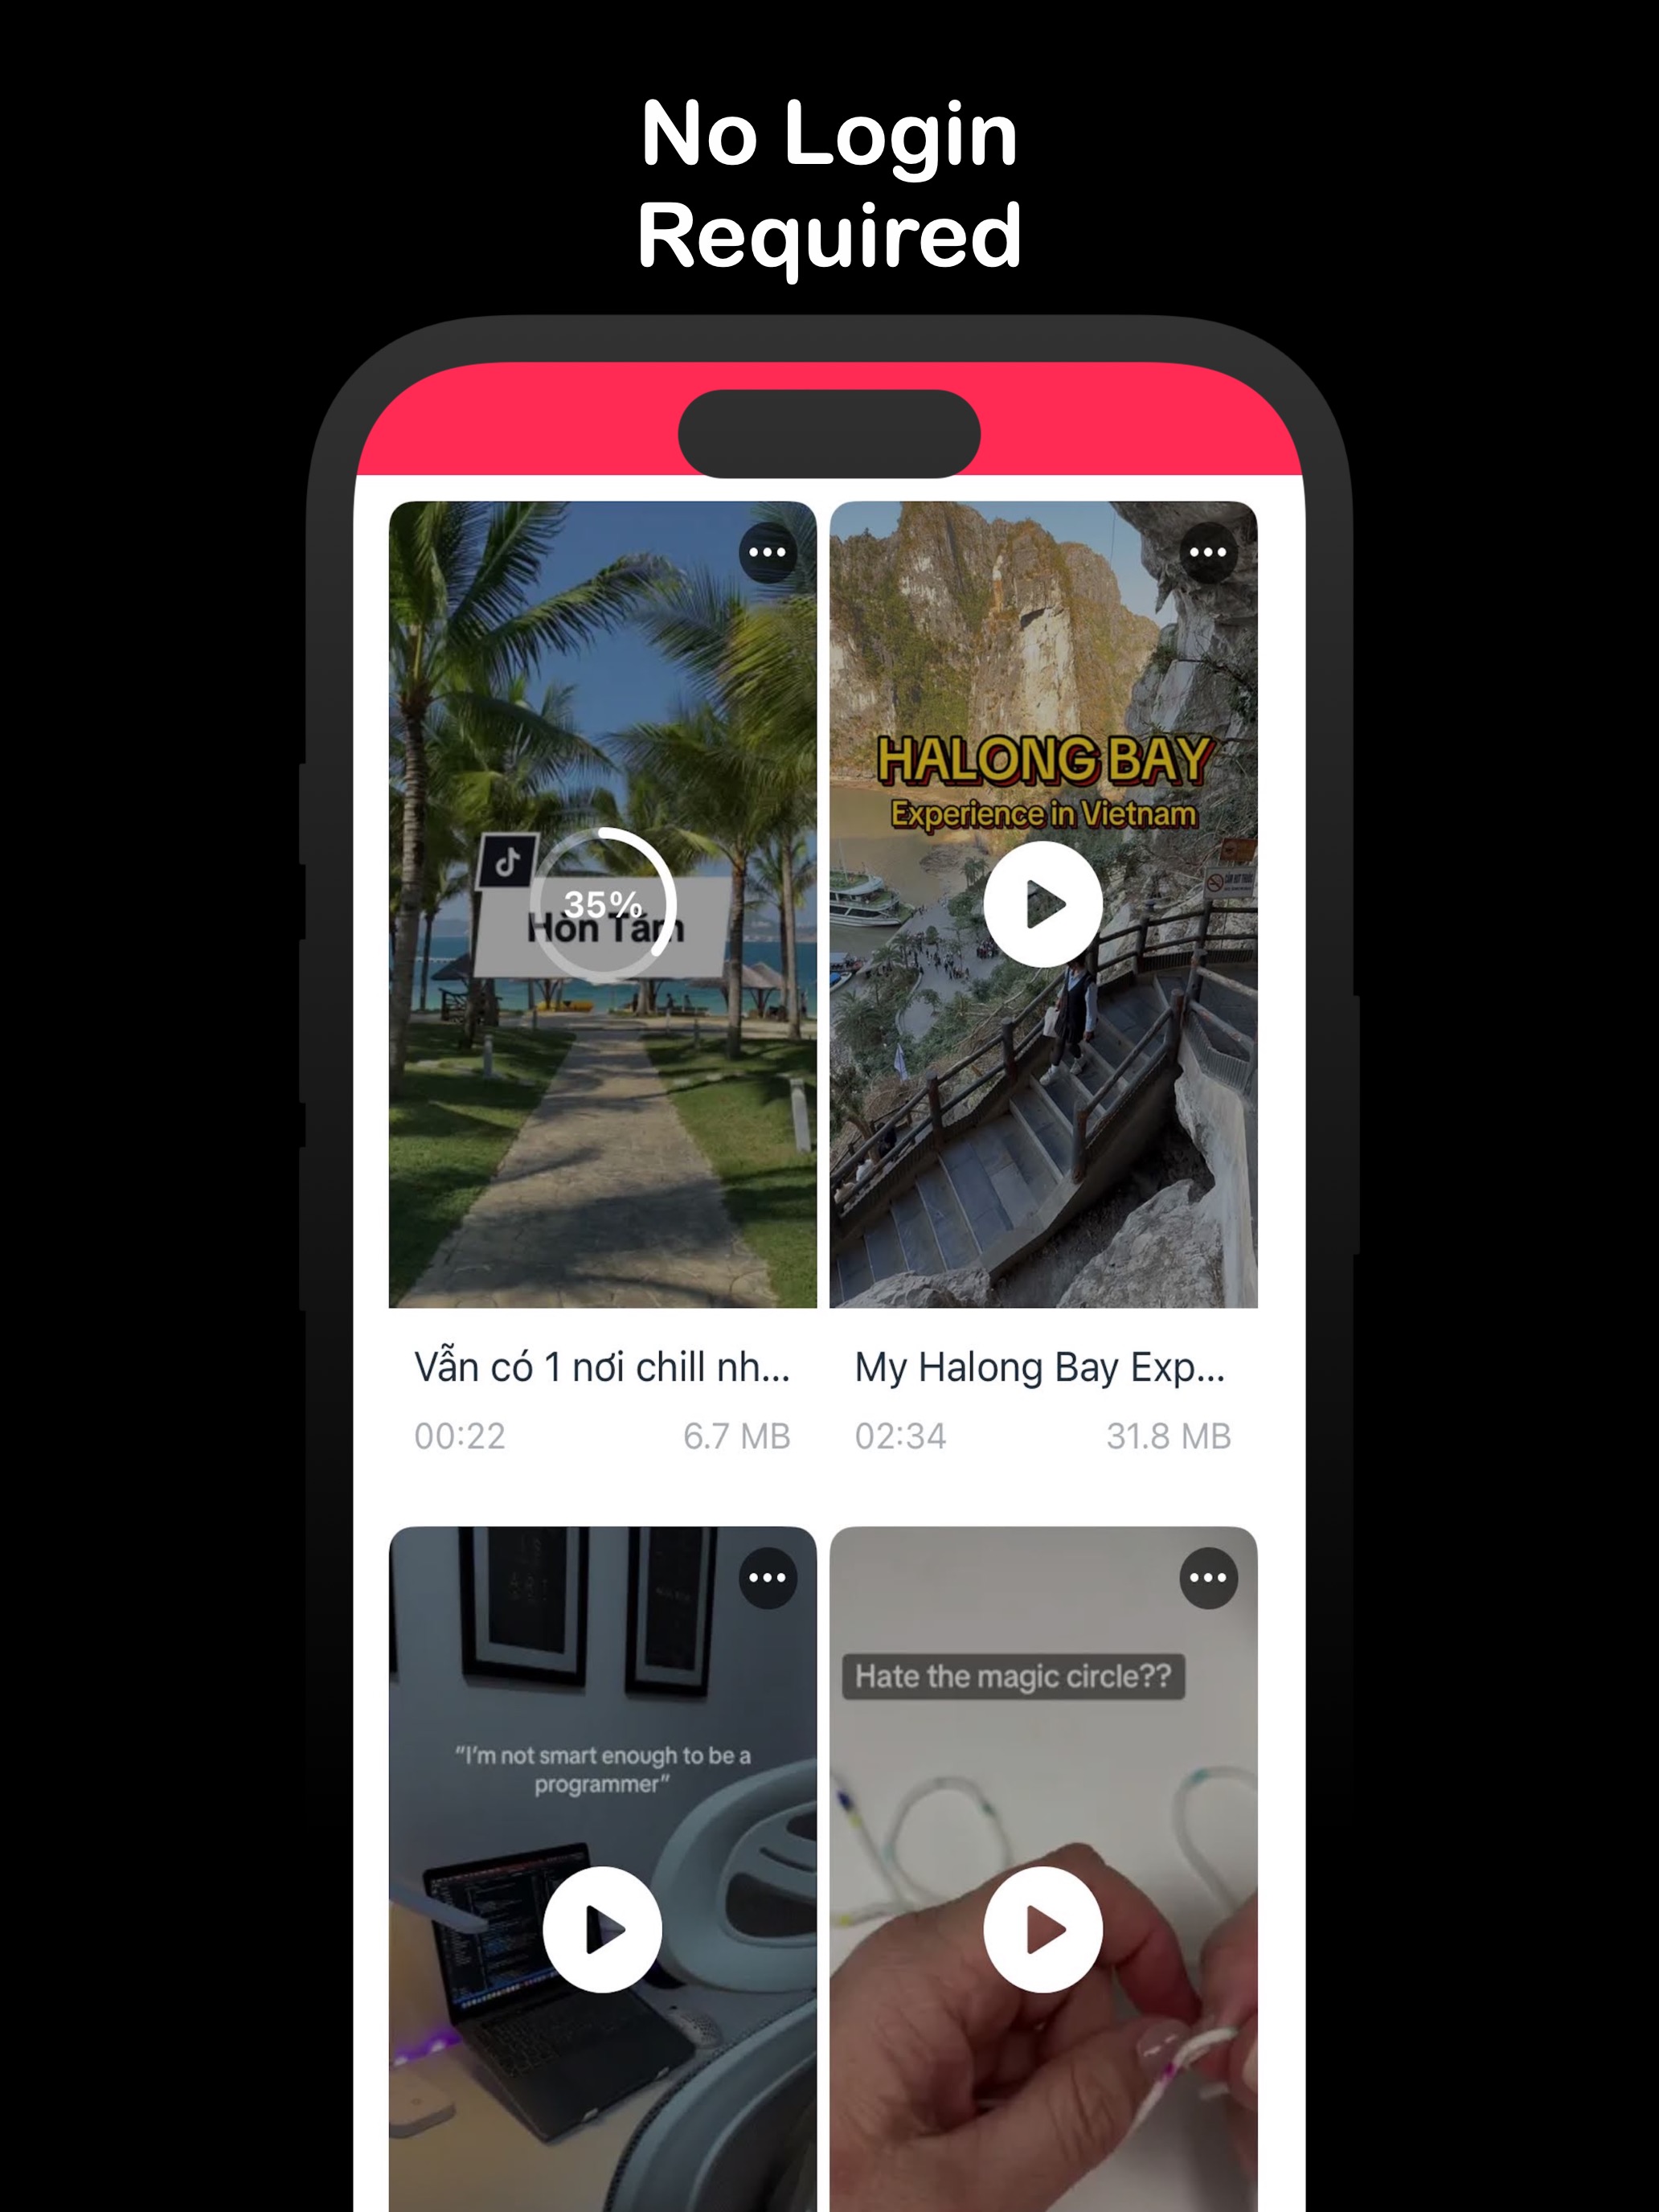 No Login
Required
35%
Hòn Tằm
HALONG BAY
Experience in Vietnam
Vẫn có 1 nơi chill nh...
My Halong Bay Exp...
00:22
6.7 MB
02:34
31.8 MB
Hate the magic circle??
"I'm not smart enough to be a
programmer"